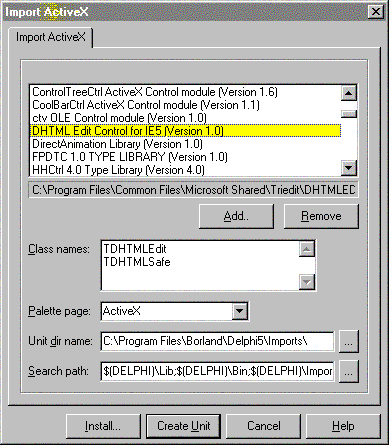 Import ActiveX
Import ActiveX
ControlTreeCtrl ActiveX Control module (Version 1.6)
CoolBarCtrl ActiveX Control module (Version 1.1)
ctv OLE Control module (Version 1.0)
DHTML Edit Control for IE5 (Version 1.0)
DirectAnimation Library (Version 1.0)
FPDTC 1.0 TYPE LIBRARY (Version 1.0)
HHCtrl 4.0 Type Library (Version 4.0)
C:\Program Files\Common Files\Microsoft Shared\Triedit\DHTMLED
Add.. Remove
Class names: TDHTMLEdit
TDHTMLSafe
Palette page: ActiveX
Unit dir name: C:\Program Files\Borland\Delphi5\Imports\ ...
Search path: $(DELPHI)\Lib;$(DELPHI)\Bin;$(DELPHI)\Impor ...
Install... Create Unit Cancel Help